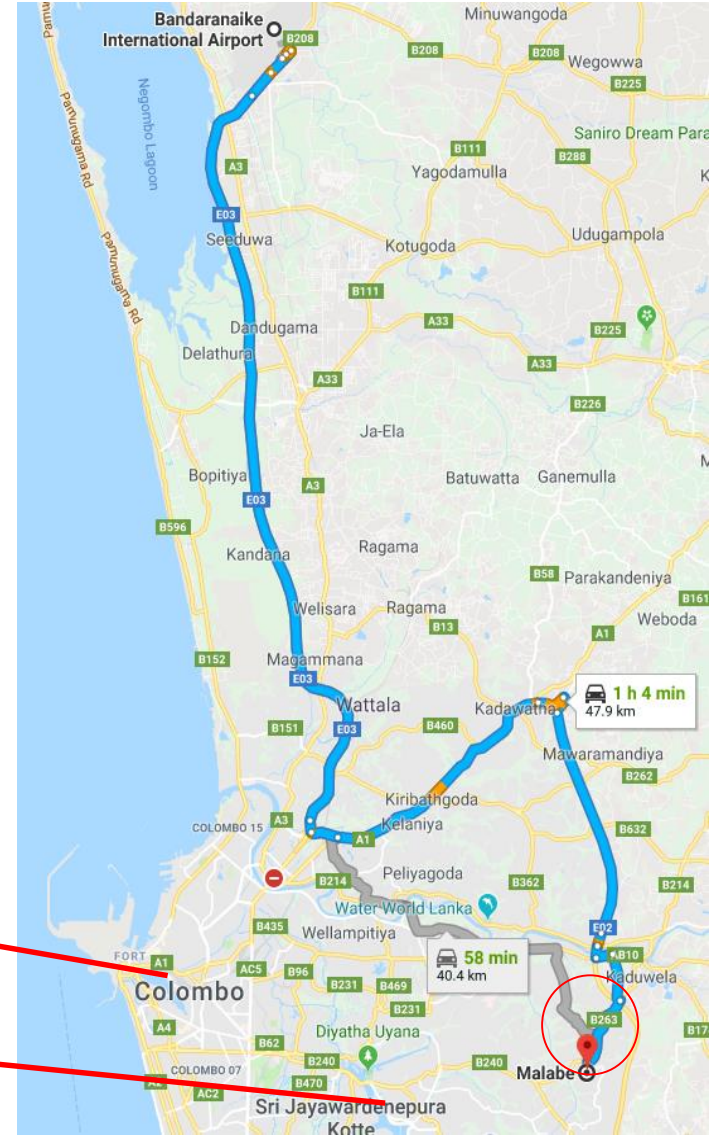 Minuwangoda
Bandaranaike
International Airport
B208
B208
B208
Wegowwa
B225
Pamunugama Rd
Negombo Lagoon
Saniro Dream Para
B111
B288
A3
Yagodamulla
E03
Seeduwa
Kotugoda
Udugampola
Pamunugama Rd
B111
Dandugama
A33
B225
Delathura
A33
A33
B226
Ja-Ela
Bopitiya
A3
Batuwatta
Ganemulla
E03
B596
Kandana
Ragama
B58
Parakandeniya
B161
Welisara
Ragama
Weboda
B13
A1
B152
Magammana
E03
1 h 4 min
47.9 km
Wattala
Kadawatha
B151
E03
B460
Mawaramandiya
B262
Kiribathgoda
COLOMBO 15
A3
Kelaniya
A1
B632
Peliyagoda
B214
B362
B214
Water World Lanka
B435
E02
Wellampitiya
B10
FORT
A1
AC5
B96
58 min
40.4 km
Kaduwela
Colombo
B231
B469
B231
B263
A4
Diyatha Uyana
B62
B240
B240
COLOMBO 07
B470
Malabe
A2
AC2
Sri Jayawardenepura
Kotte